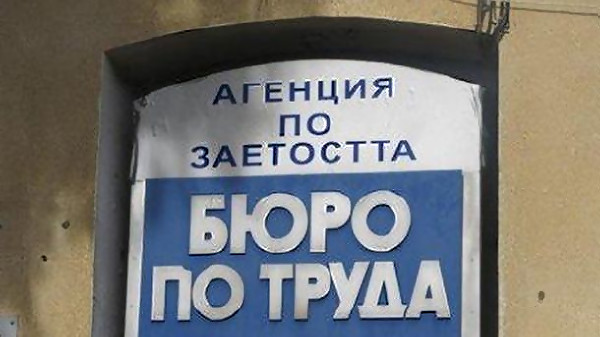 АГЕНЦИЯ
ПО
ЗАЕТОСТТА
БЮРО
ПО ТРУДА